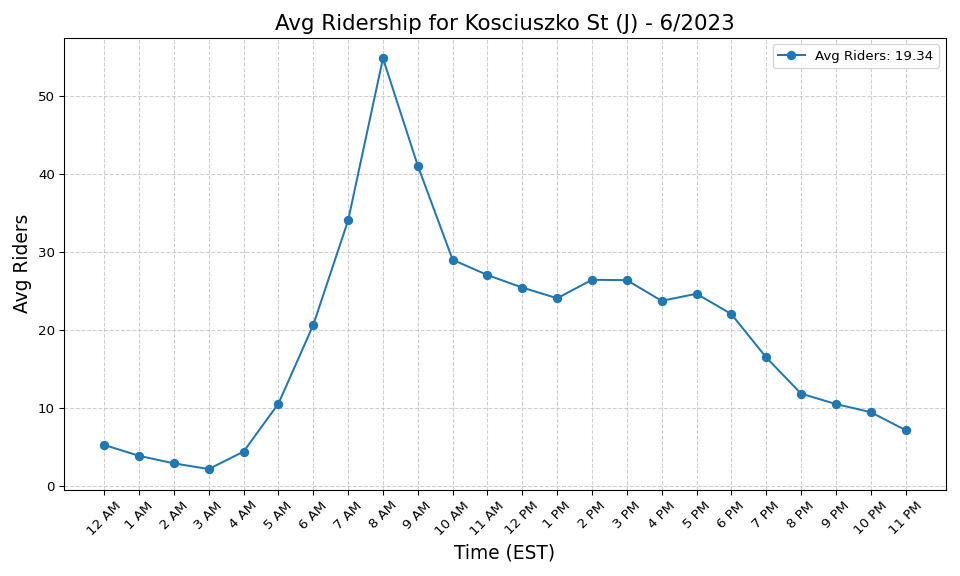 Avg Ridership for Kosciuszko St (J) - 6/2023
Avg Riders: 19.34
Avg Riders
50
40
30
20
10
0
12 AM
1 AM
2 AM
3 AM
4 AM
5 AM
6 AM
7 AM
8 AM
9 AM
10 AM
11 AM
12 PM
1 PM
2 PM
3 PM
4 PM
5 PM
6 PM
7 PM
8 PM
9 PM
10 PM
11 PM
Time (EST)